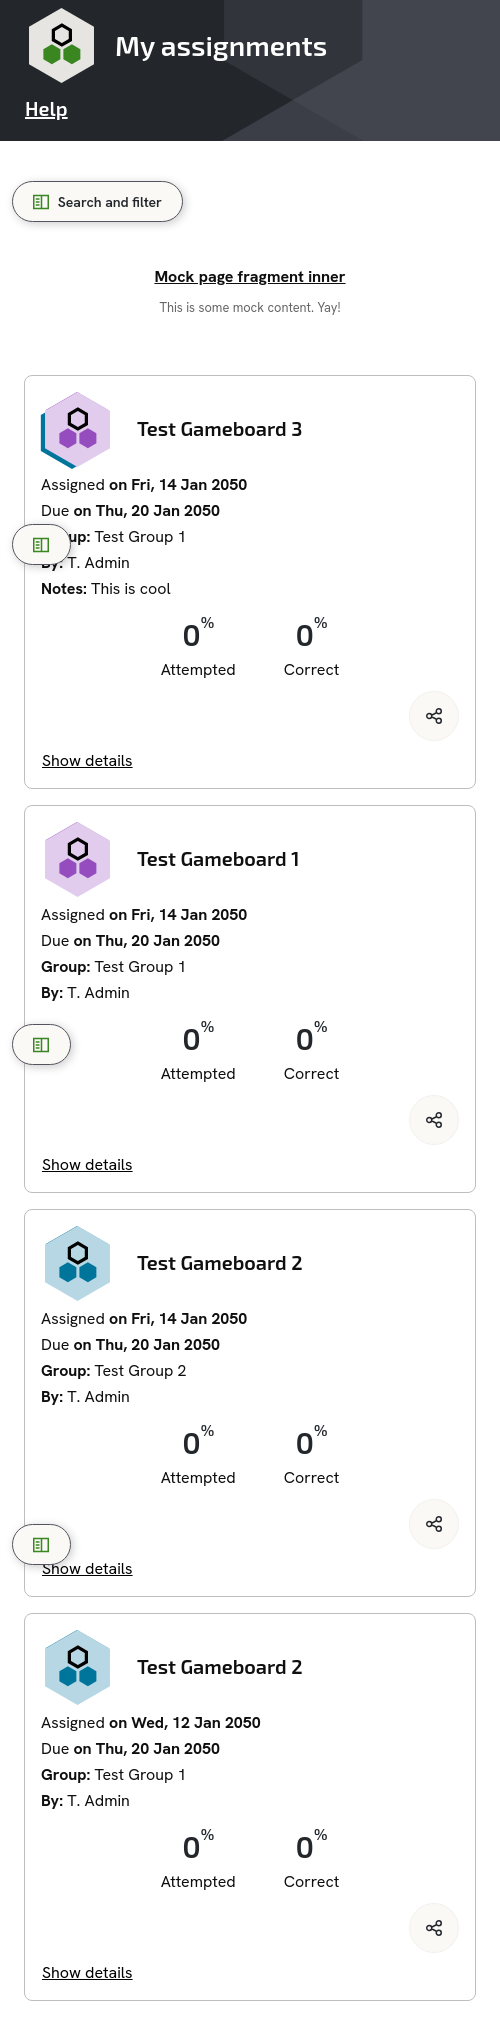 My assignments
Help
Search and filter
Mock page fragment inner
This is some mock content. Yay!
Test Gameboard 3
Assigned on Fri, 14 Jan 2050
Due on Thu, 20 Jan 2050
up: Test Group 1
By: T. Admin
Notes: This is cool
0% 0%
Attempted Correct
Show details
Test Gameboard 1
Assigned on Fri, 14 Jan 2050
Due on Thu, 20 Jan 2050
Group: Test Group 1
By: T. Admin
0% 0%
Attempted Correct
Show details
Test Gameboard 2
Assigned on Fri, 14 Jan 2050
Due on Thu, 20 Jan 2050
Group: Test Group 2
By: T. Admin
0% 0%
Attempted Correct
Show details
Test Gameboard 2
Assigned on Wed, 12 Jan 2050
Due on Thu, 20 Jan 2050
Group: Test Group 1
By: T. Admin
0% 0%
Attempted Correct
Show details